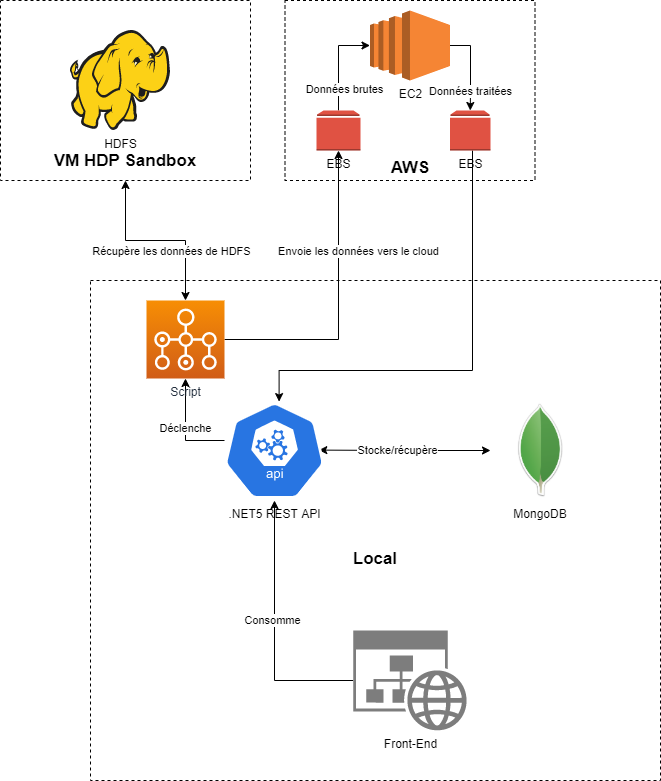 HDFS
VM HDP Sandbox
Données brutes
EC2
Données traitées
EBS
EBS
AWS
Récupère les données de HDFS
Envoie les données vers le cloud
Script
Déclenche
api
.NET5 REST API
Stocke/récupère
MongoDB
Local
Consomme
Front-End